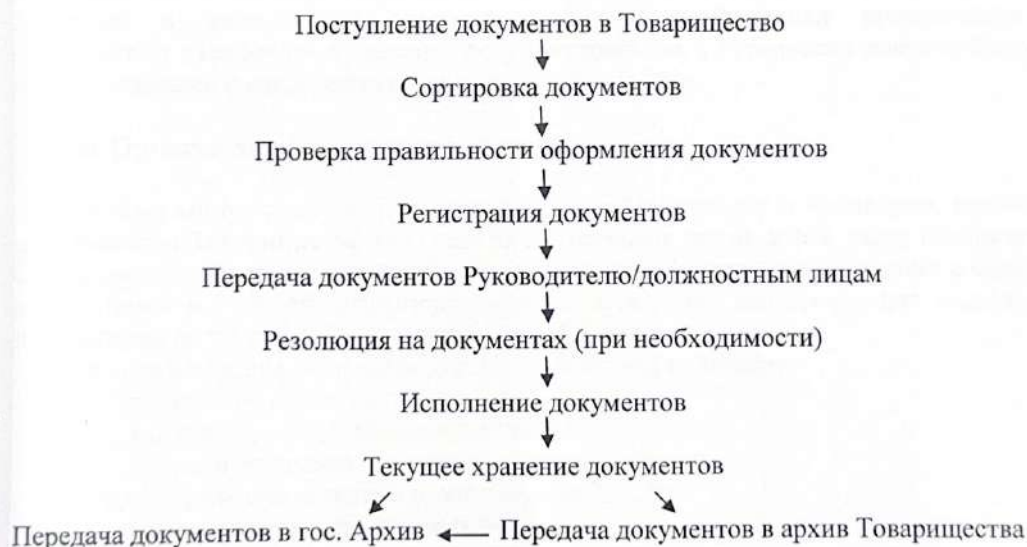 Поступление документов в Товарищество
Сортировка документов
Проверка правильности оформления документов
Регистрация документов
Передача документов Руководителю/должностным лицам
Резолюция на документах (при необходимости)
Исполнение документов
Текущее хранение документов
Передача документов в гос. Архив Передача документов в архив Товарищества